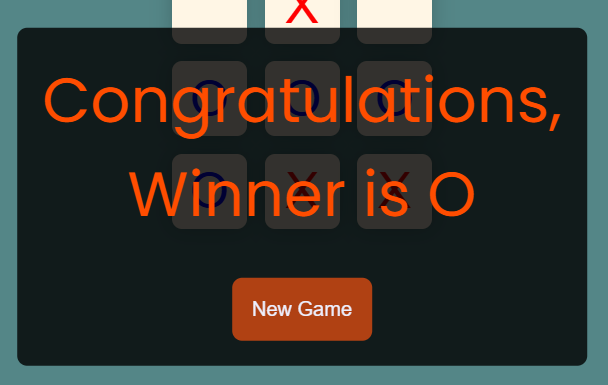 X
O O O
O X X
Congratulations,
Winner is O
New Game